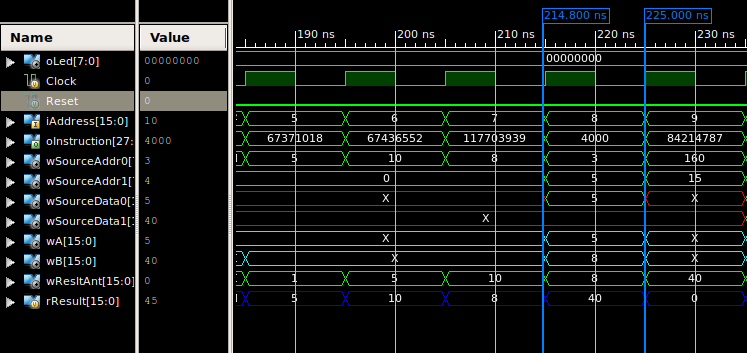 214.800 ns 225.000 ns
Name Value 190 ns 200 ns 210 ns 220 ns 230 ns
oLed[7:0] 00000000 00000000
Clock 0
Reset 0
iAddress[15:0] 10 5 6 7 8 9
oInstruction[27: 4000 67371018 67436552 117703939 4000 84214787
wSourceAddr0[7 3 5 10 8 3 160
wSourceAddr1[7 4 0 5 15
wSourceData0[1 5 X 5 X
wSourceData1[1 40 X
wA[15:0] 5 X 5 X
wB[15:0] 40 X 8 X
wResltAnt[15:0] 0 1 5 10 8 40
rResult[15:0] 45 5 10 8 40 0